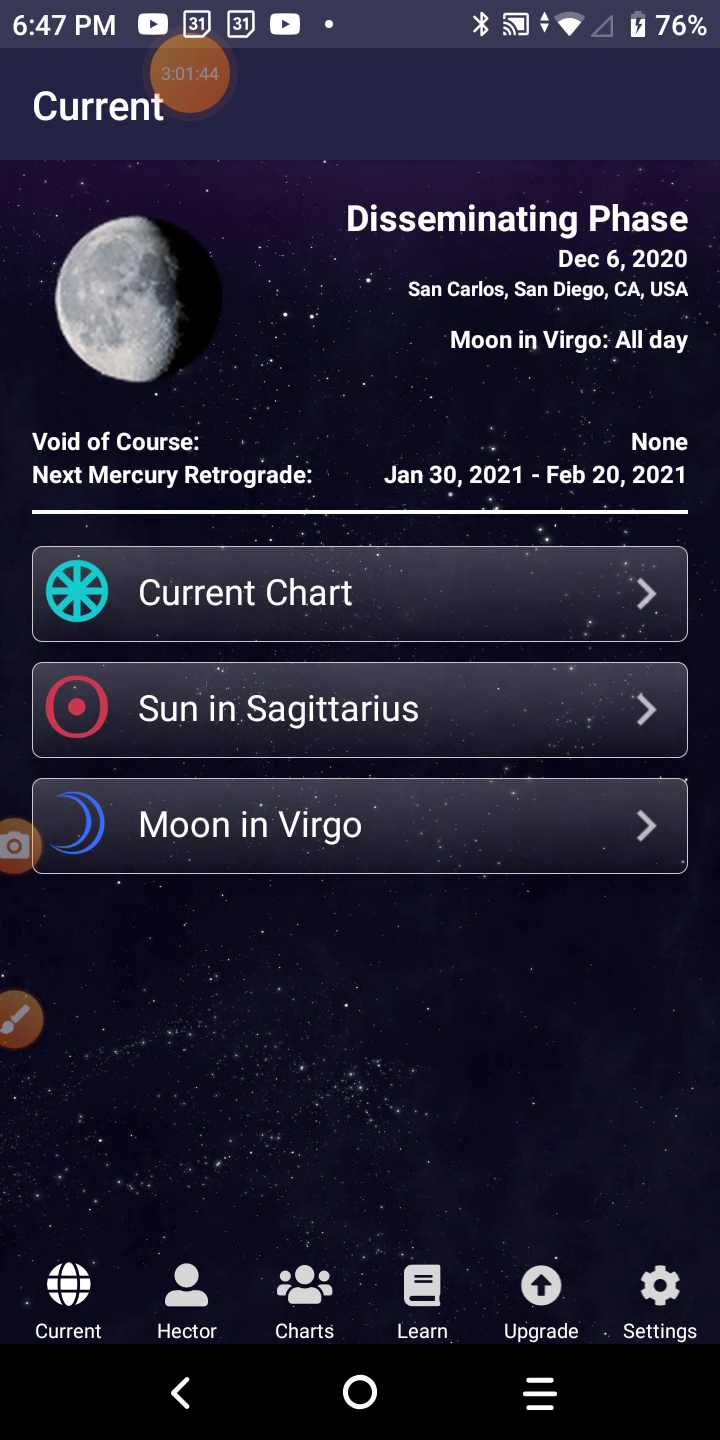 6:47 PM
31
31
76%
3:01:44
Current
Disseminating Phase
Dec 6, 2020
San Carlos, San Diego, CA, USA
Moon in Virgo: All day
Void of Course: None
Next Mercury Retrograde: Jan 30, 2021 - Feb 20, 2021
Current Chart
Sun in Sagittarius
Moon in Virgo
Current
Hector
Charts
Learn
Upgrade
Settings